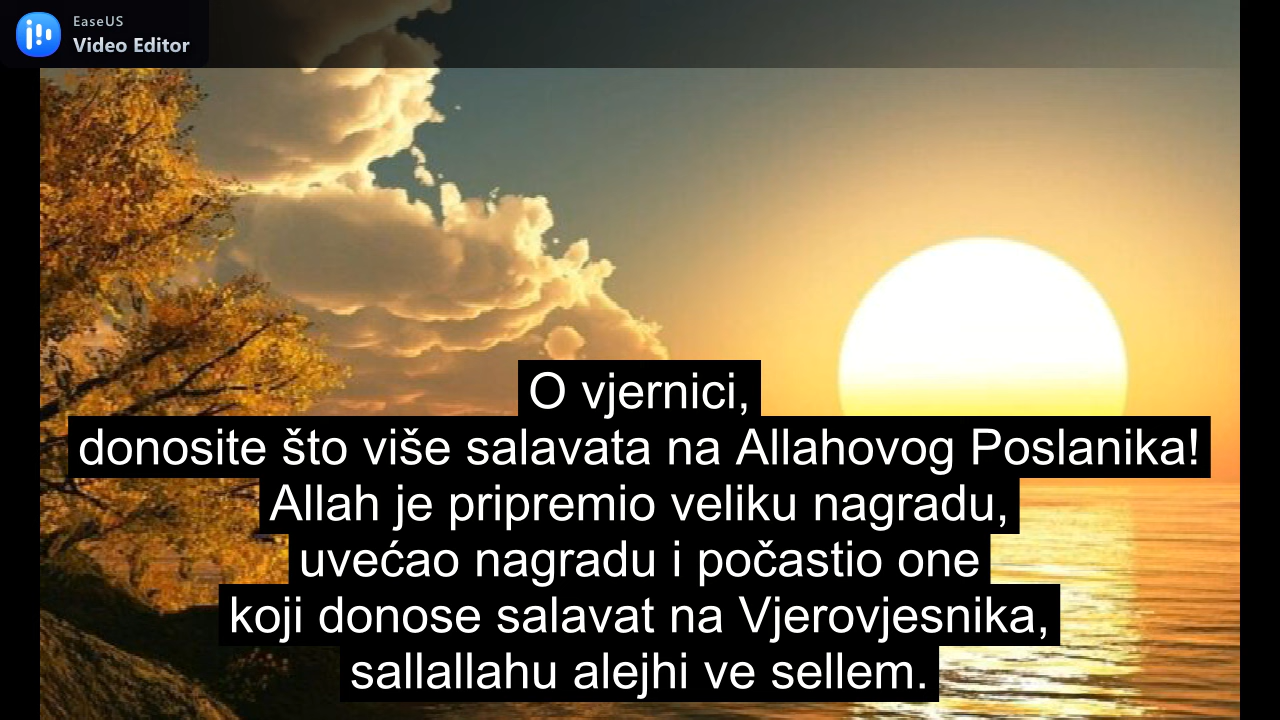 EaseUS
Video Editor
O vjernici,
donosite što više salavata na Allahovog Poslanika!
Allah je pripremio veliku nagradu,
uvećao nagradu i počastio one
koji donose salavat na Vjerovjesnika,
sallallahu alejhi ve sellem.